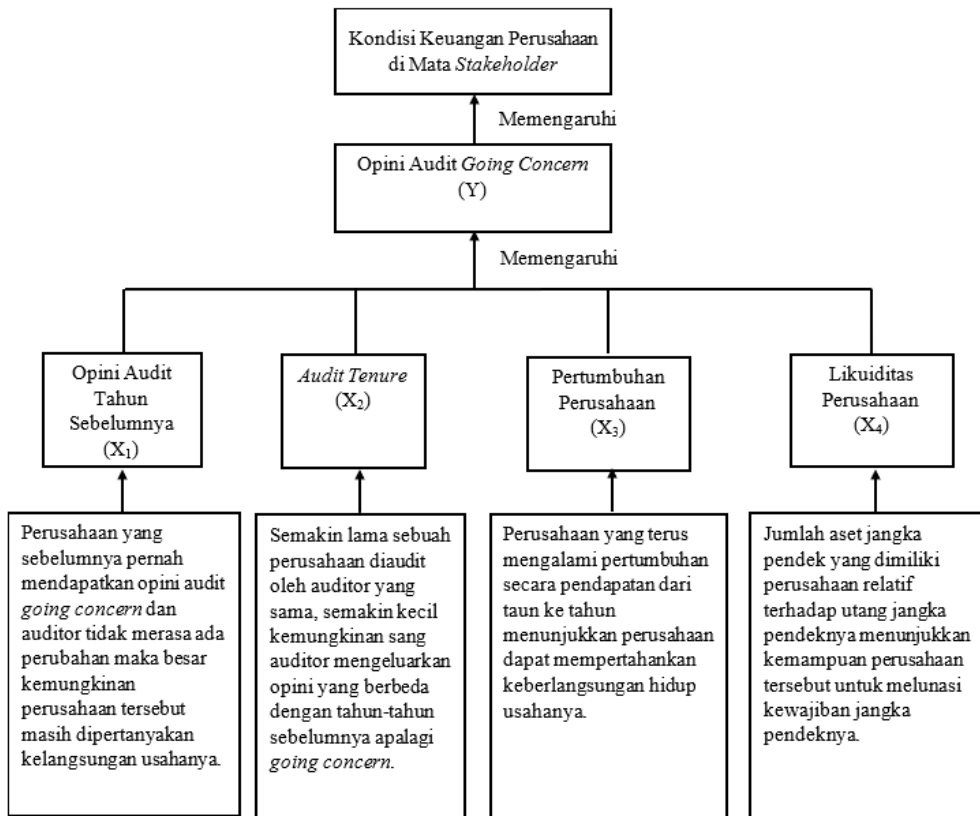 Kondisi Keuangan Perusahaan
di Mata Stakeholder
Memengaruhi
Opini Audit Going Concern
(Y)
Memengaruhi
Opini Audit
Tahun
Sebelumnya
(X₁)
Audit Tenure
(X₂)
Pertumbuhan
Perusahaan
(X₃)
Likuiditas
Perusahaan
(X₄)
Perusahaan yang
sebelumnya pernah
mendapatkan opini audit
going concern dan
auditor tidak merasa ada
perubahan maka besar
kemungkinan
perusahaan tersebut
masih dipertanyakan
kelangsungan usahanya.
Semakin lama sebuah
perusahaan diaudit
oleh auditor yang
sama, semakin kecil
kemungkinan sang
auditor mengeluarkan
opini yang berbeda
dengan tahun-tahun
sebelumnya apalagi
going concern.
Perusahaan yang terus
mengalami pertumbuhan
secara pendapatan dari
taun ke tahun
menunjukkan perusahaan
dapat mempertahankan
keberlangsungan hidup
usahanya.
Jumlah aset jangka
pendek yang dimiliki
perusahaan relatif
terhadap utang jangka
pendeknya menunjukkan
kemampuan perusahaan
tersebut untuk melunasi
kewajiban jangka
pendeknya.